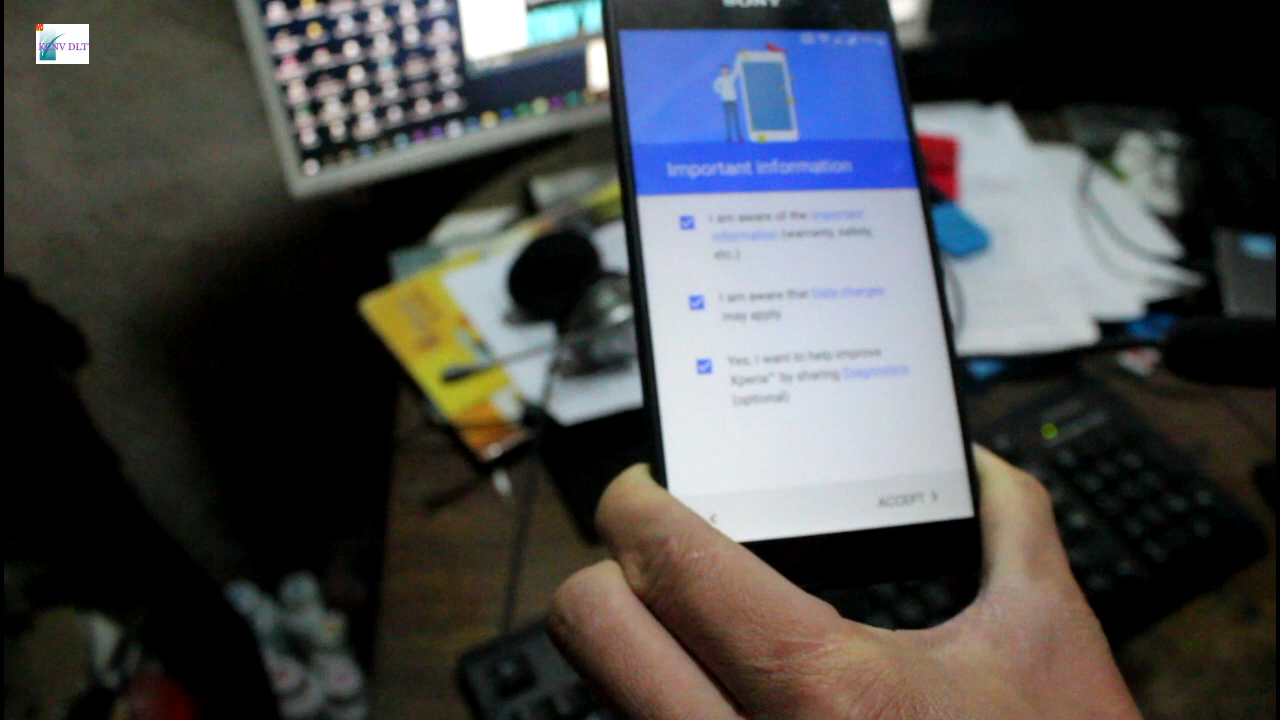 KGNV DLT
SONY
Important information
I am aware of the important
information (warranty, safety,
etc.)
I am aware that Data charges
may apply
Yes, I want to help improve
Xperia™ by sharing Diagnostics
(optional)
ACCEPT